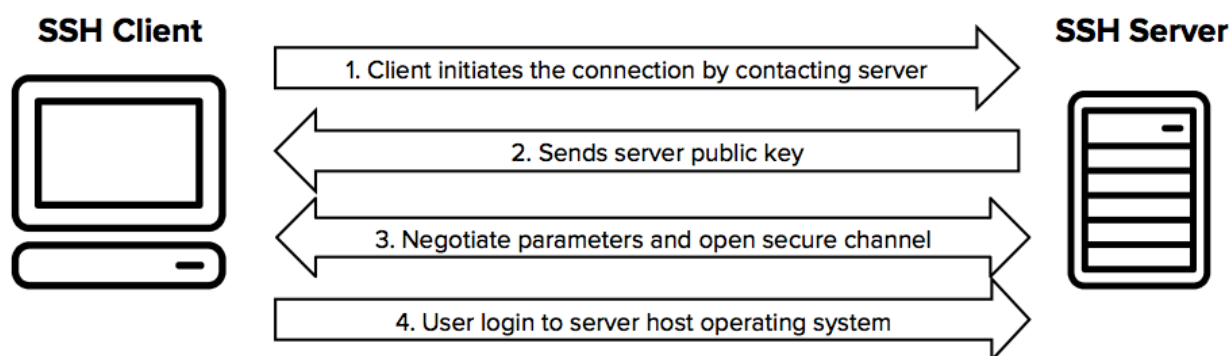 SSH Client
SSH Server
1. Client initiates the connection by contacting server
2. Sends server public key
3. Negotiate parameters and open secure channel
4. User login to server host operating system